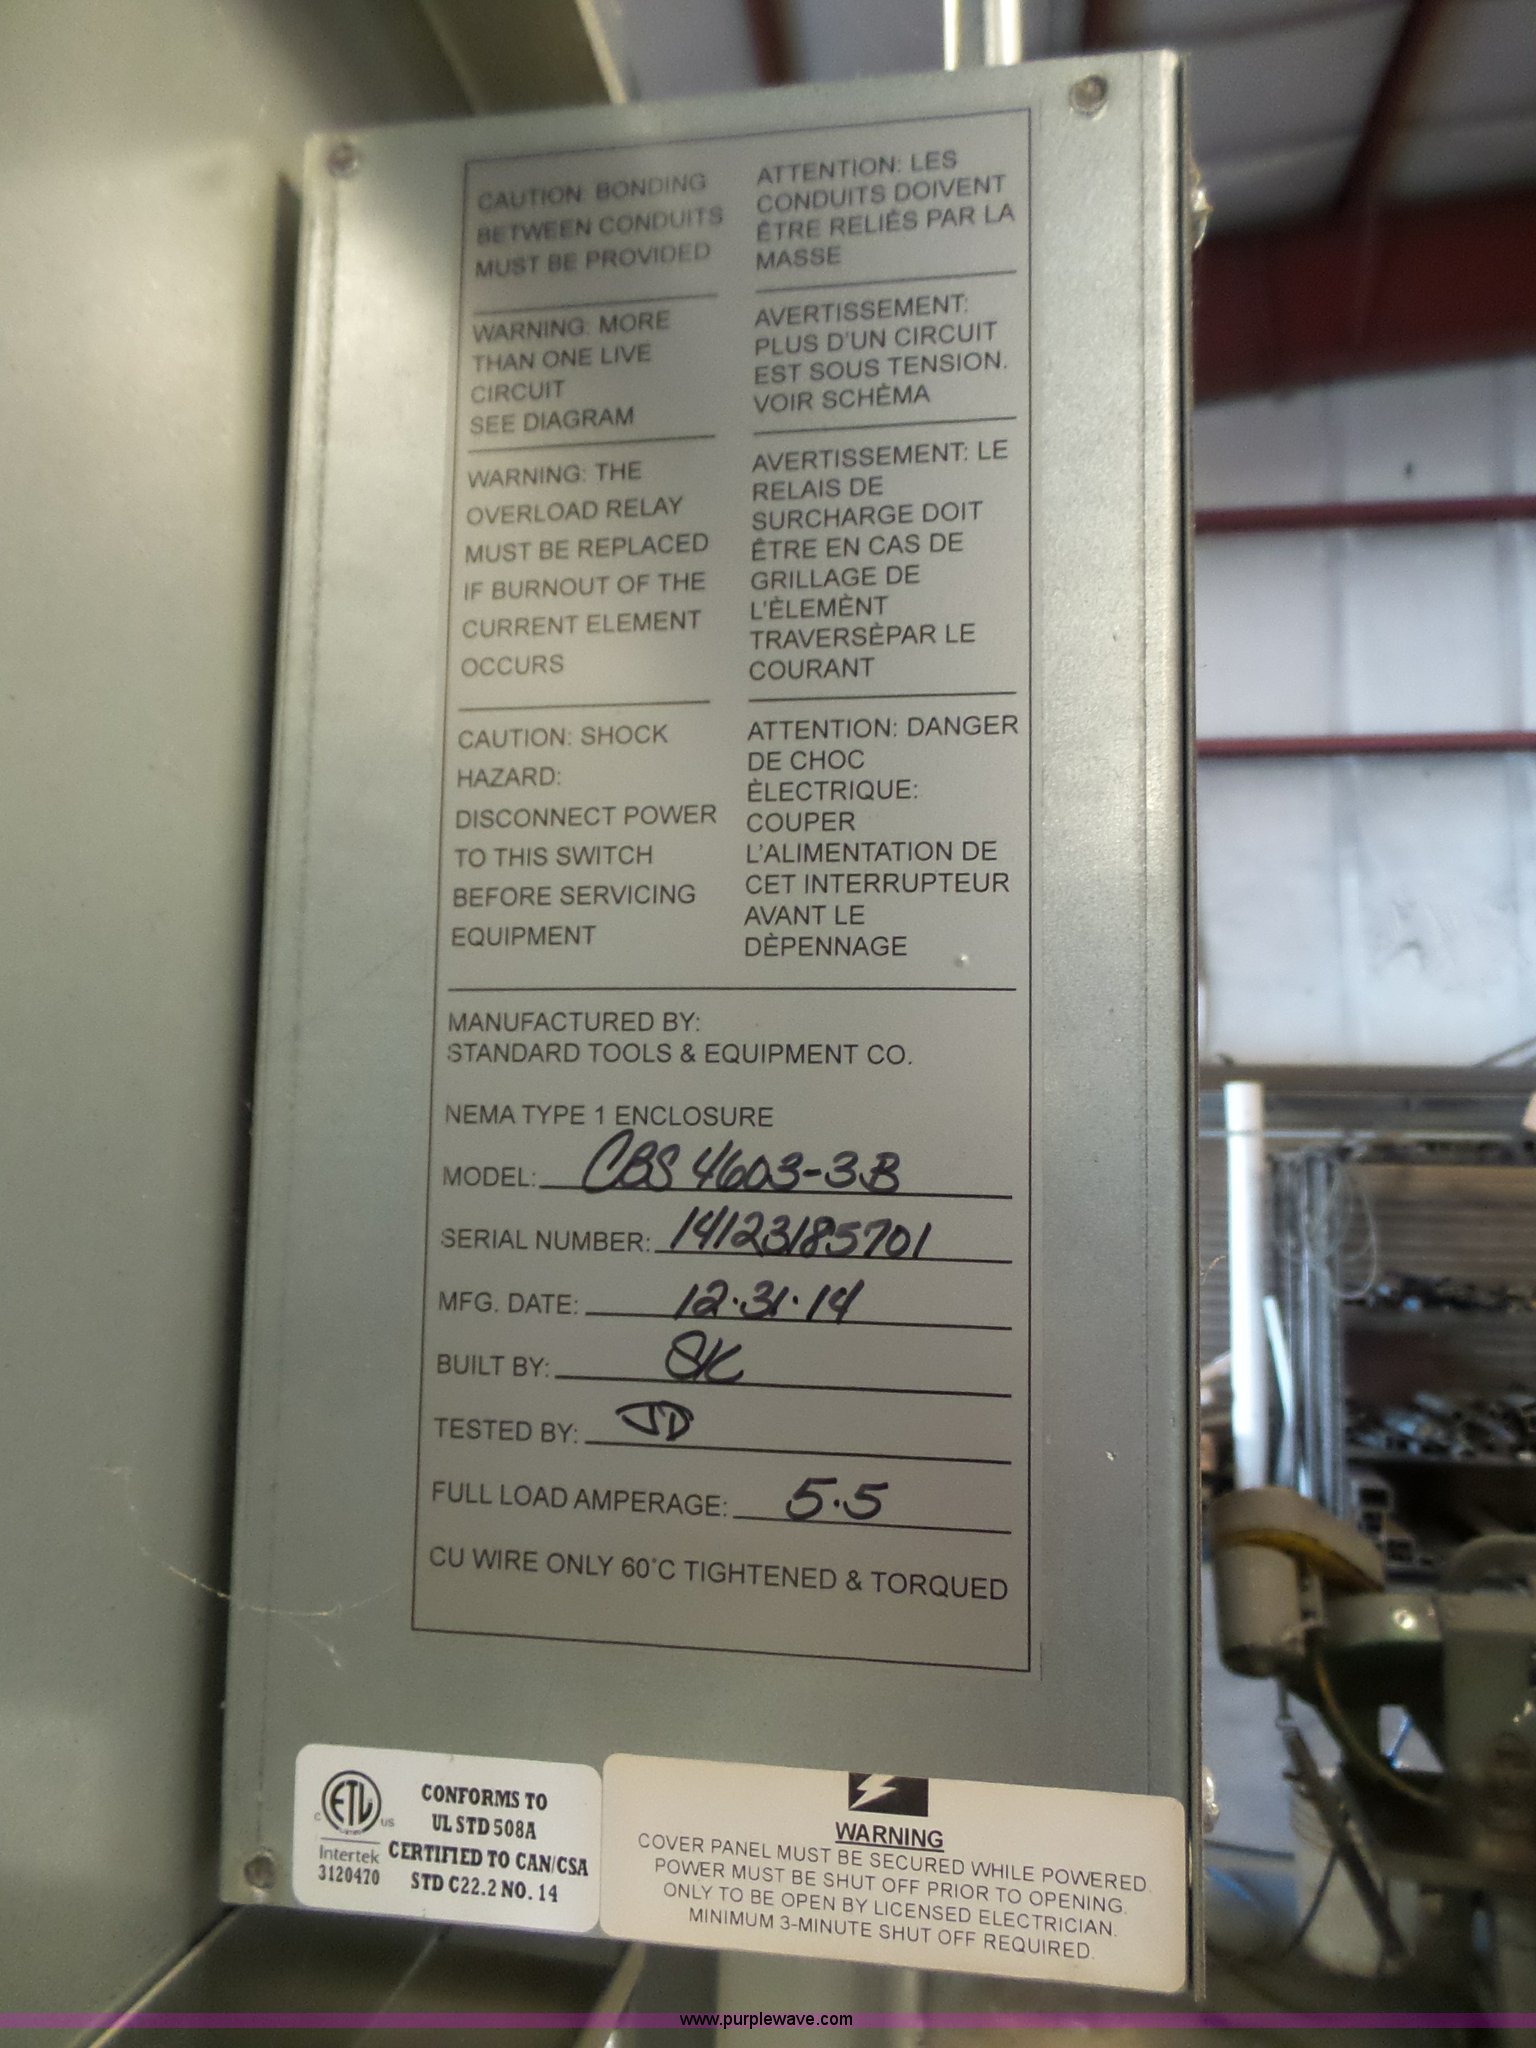 CAUTION: BONDING
BETWEEN CONDUITS
MUST BE PROVIDED
ATTENTION: LES
CONDUITS DOIVENT
ÊTRE RELIÉS PAR LA
MASSE
WARNING: MORE
THAN ONE LIVE
CIRCUIT
SEE DIAGRAM
AVERTISSEMENT:
PLUS D'UN CIRCUIT
EST SOUS TENSION.
VOIR SCHÈMA
WARNING: THE
OVERLOAD RELAY
MUST BE REPLACED
IF BURNOUT OF THE
CURRENT ELEMENT
OCCURS
AVERTISSEMENT: LE
RELAIS DE
SURCHARGE DOIT
ÊTRE EN CAS DE
GRILLAGE DE
L'ÈLEMÈNT
TRAVERSÈPAR LE
COURANT
CAUTION: SHOCK
HAZARD:
DISCONNECT POWER
TO THIS SWITCH
BEFORE SERVICING
EQUIPMENT
ATTENTION: DANGER
DE CHOC
ÈLECTRIQUE:
COUPER
L'ALIMENTATION DE
CET INTERRUPTEUR
AVANT LE
DÈPENNAGE
MANUFACTURED BY:
STANDARD TOOLS & EQUIPMENT CO.
NEMA TYPE 1 ENCLOSURE
MODEL: CBS 4603-3B
SERIAL NUMBER: 14123185701
MFG. DATE: 12.31.14
BUILT BY: SK
TESTED BY: JD
FULL LOAD AMPERAGE: 5.5
CU WIRE ONLY 60°C TIGHTENED & TORQUED
C ETL US
Intertek
3120470
CONFORMS TO
UL STD 508A
CERTIFIED TO CAN/CSA
STD C22.2 NO. 14
WARNING
COVER PANEL MUST BE SECURED WHILE POWERED.
POWER MUST BE SHUT OFF PRIOR TO OPENING.
ONLY TO BE OPEN BY LICENSED ELECTRICIAN.
MINIMUM 3-MINUTE SHUT OFF REQUIRED.
www.purplewave.com